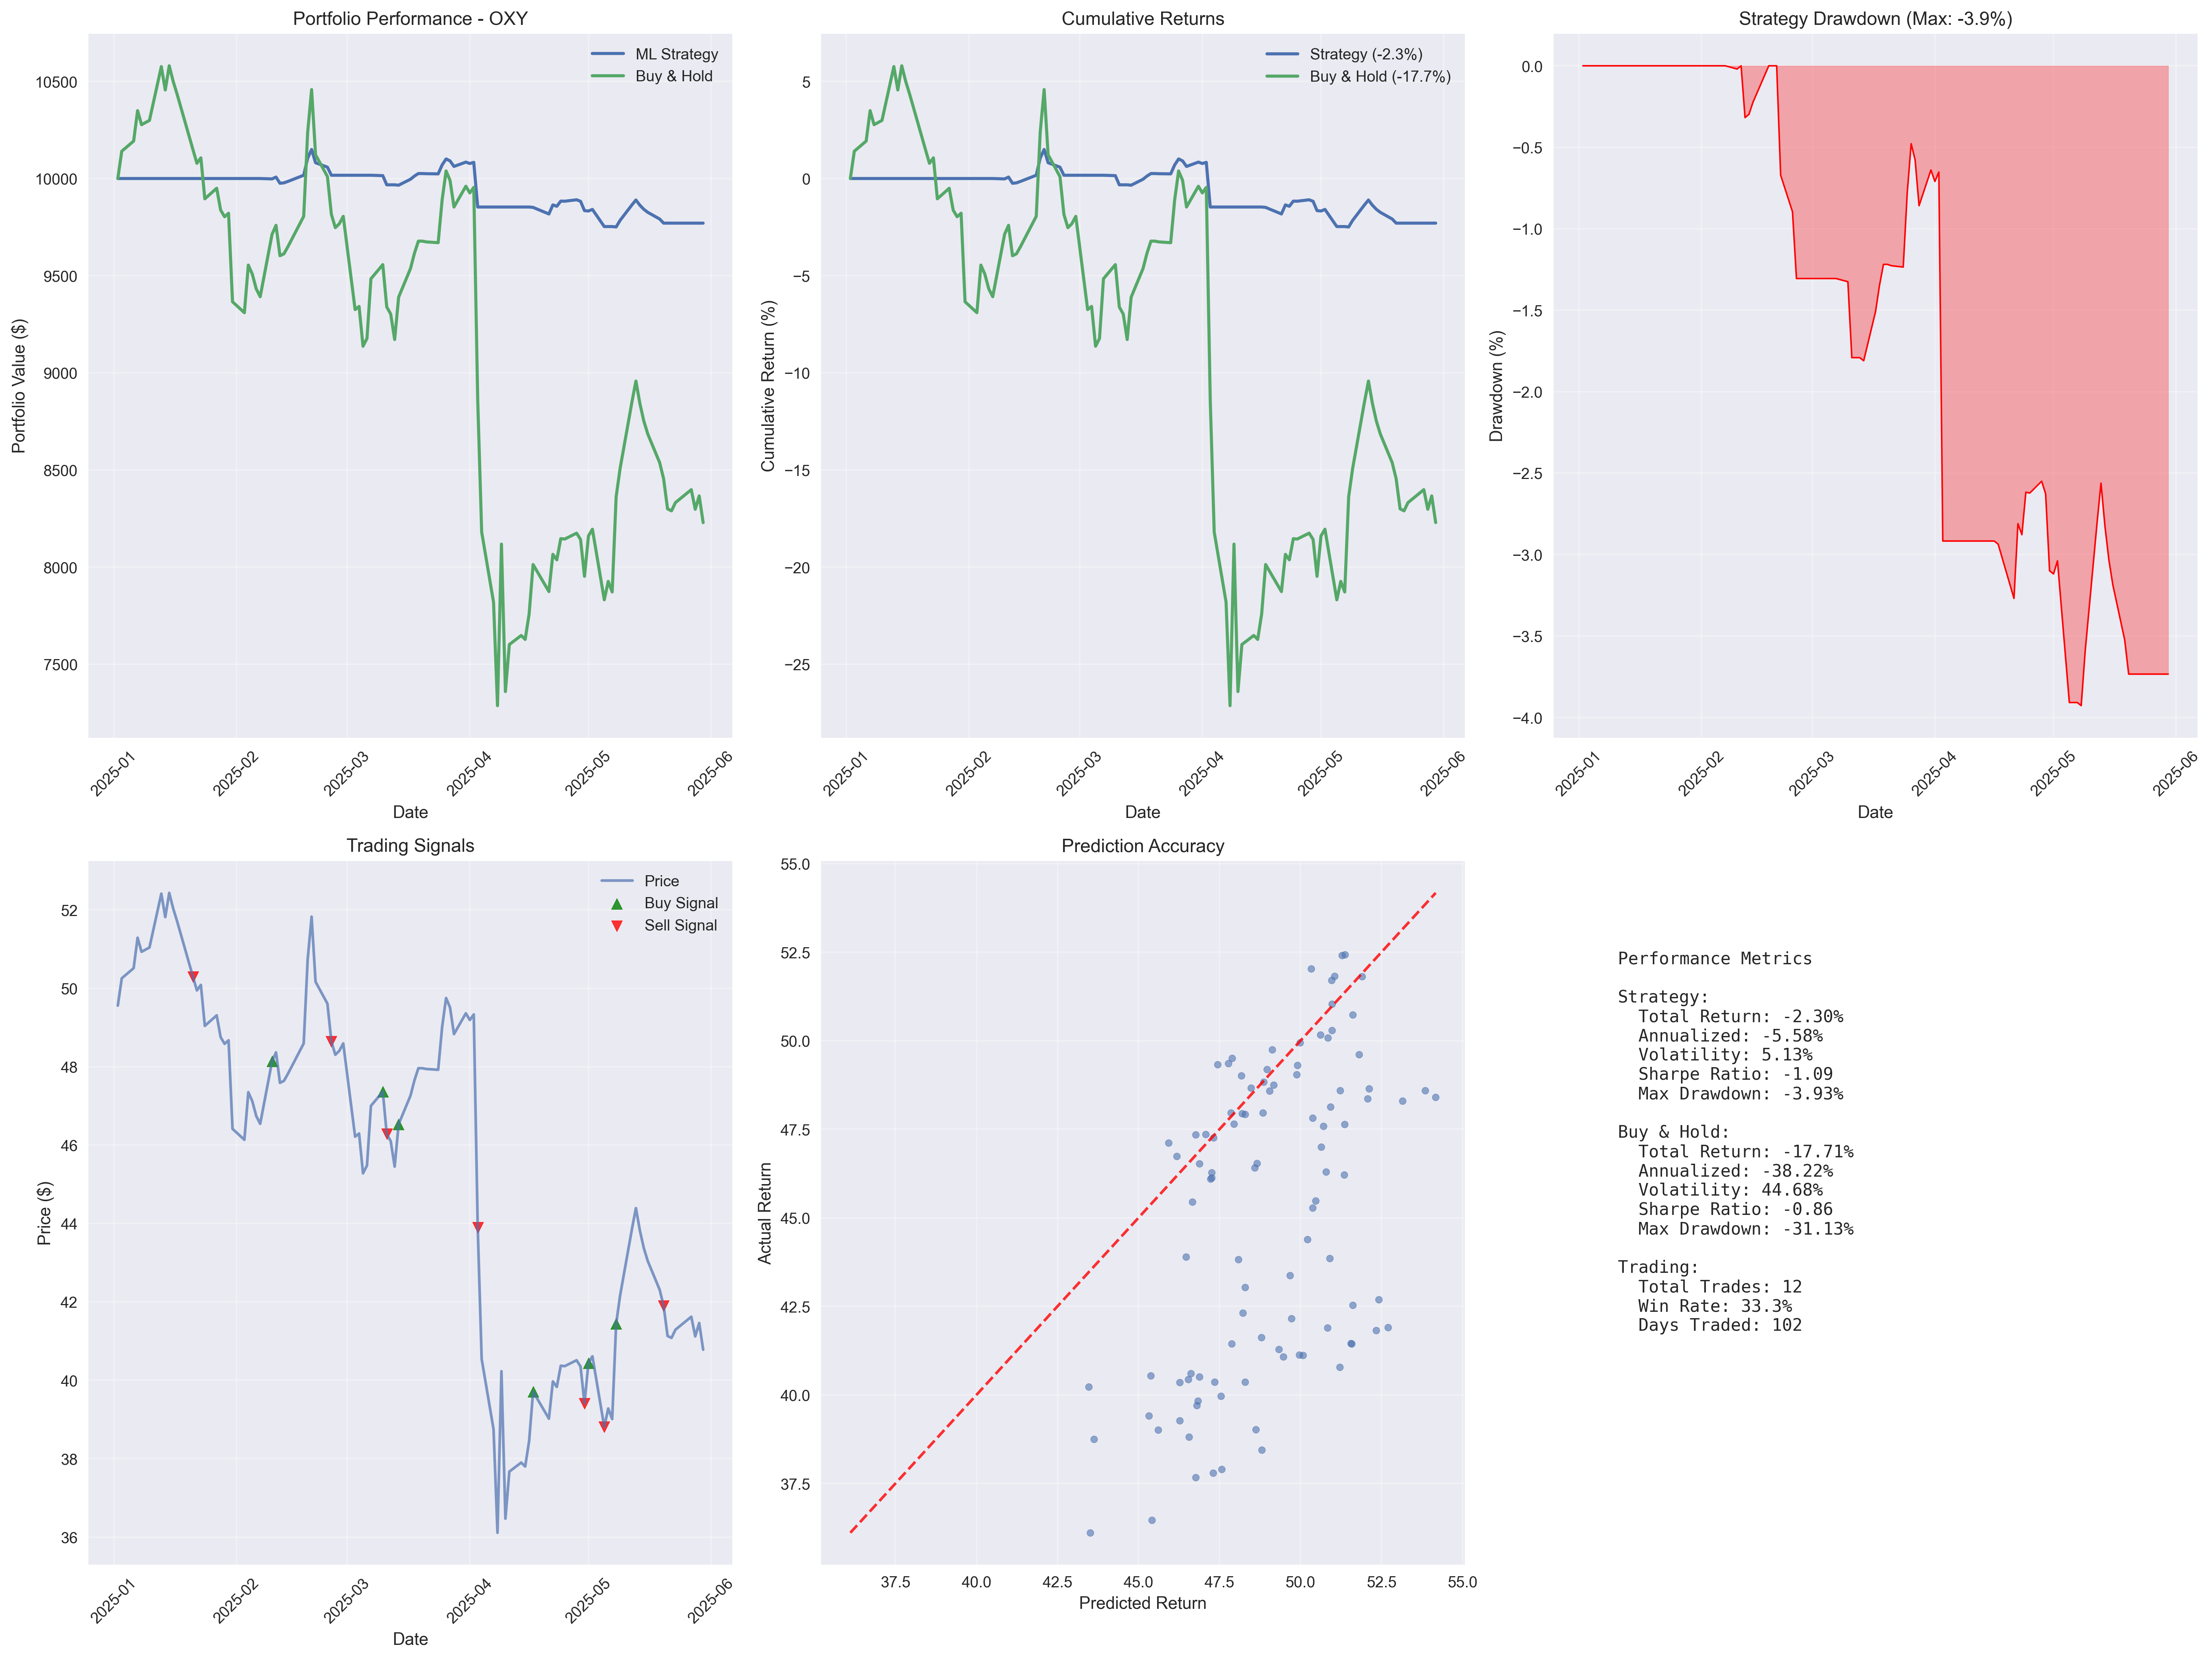 Portfolio Performance - OXY
ML Strategy
Buy & Hold
10500
10000
9500
9000
8500
8000
7500
Portfolio Value ($)
2025-01
2025-02
2025-03
2025-04
2025-05
2025-06
Date
Cumulative Returns
Strategy (-2.3%)
Buy & Hold (-17.7%)
5
0
−5
−10
−15
−20
−25
Cumulative Return (%)
2025-01
2025-02
2025-03
2025-04
2025-05
2025-06
Date
Strategy Drawdown (Max: -3.9%)
0.0
−0.5
−1.0
−1.5
−2.0
−2.5
−3.0
−3.5
−4.0
Drawdown (%)
2025-01
2025-02
2025-03
2025-04
2025-05
2025-06
Date
Trading Signals
Price
Buy Signal
Sell Signal
52
50
48
46
44
42
40
38
36
Price ($)
2025-01
2025-02
2025-03
2025-04
2025-05
2025-06
Date
Prediction Accuracy
55.0
52.5
50.0
47.5
45.0
42.5
40.0
37.5
Actual Return
37.5
40.0
42.5
45.0
47.5
50.0
52.5
55.0
Predicted Return
Performance Metrics
Strategy:
Total Return: -2.30%
Annualized: -5.58%
Volatility: 5.13%
Sharpe Ratio: -1.09
Max Drawdown: -3.93%
Buy & Hold:
Total Return: -17.71%
Annualized: -38.22%
Volatility: 44.68%
Sharpe Ratio: -0.86
Max Drawdown: -31.13%
Trading:
Total Trades: 12
Win Rate: 33.3%
Days Traded: 102